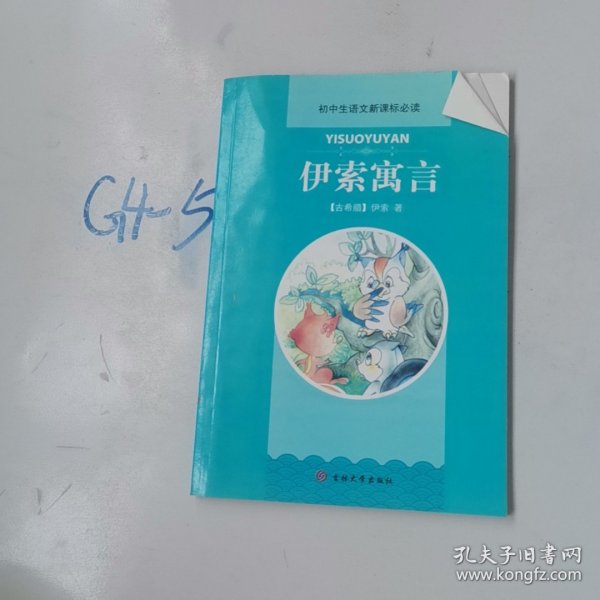 初中生语文新课标必读
YISUOYUYAN
伊索寓言
【古希腊】伊索 著
GH-5
吉林大学出版社
孔夫子旧书网
www.kongfz.com